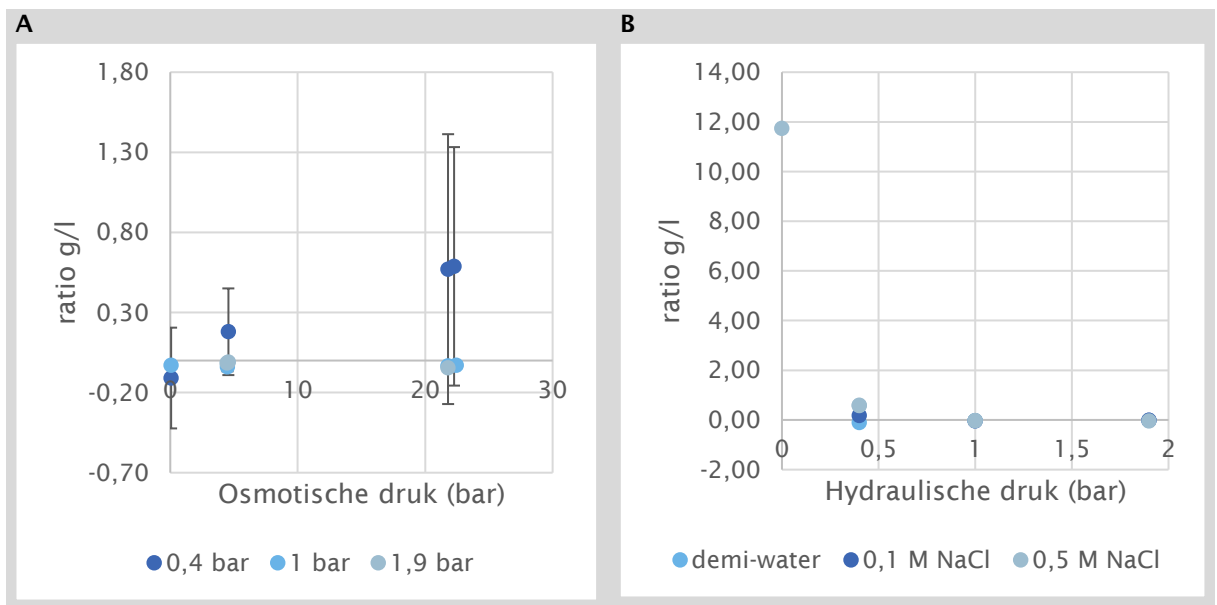 A
1,80
1,30
0,80
0,30
-0,20
-0,70
ratio g/l
0 10 20 30
Osmotische druk (bar)
0,4 bar 1 bar 1,9 bar
B
14,00
12,00
10,00
8,00
6,00
4,00
2,00
0,00
-2,00
ratio g/l
0 0,5 1 1,5 2
Hydraulische druk (bar)
demi-water 0,1 M NaCl 0,5 M NaCl